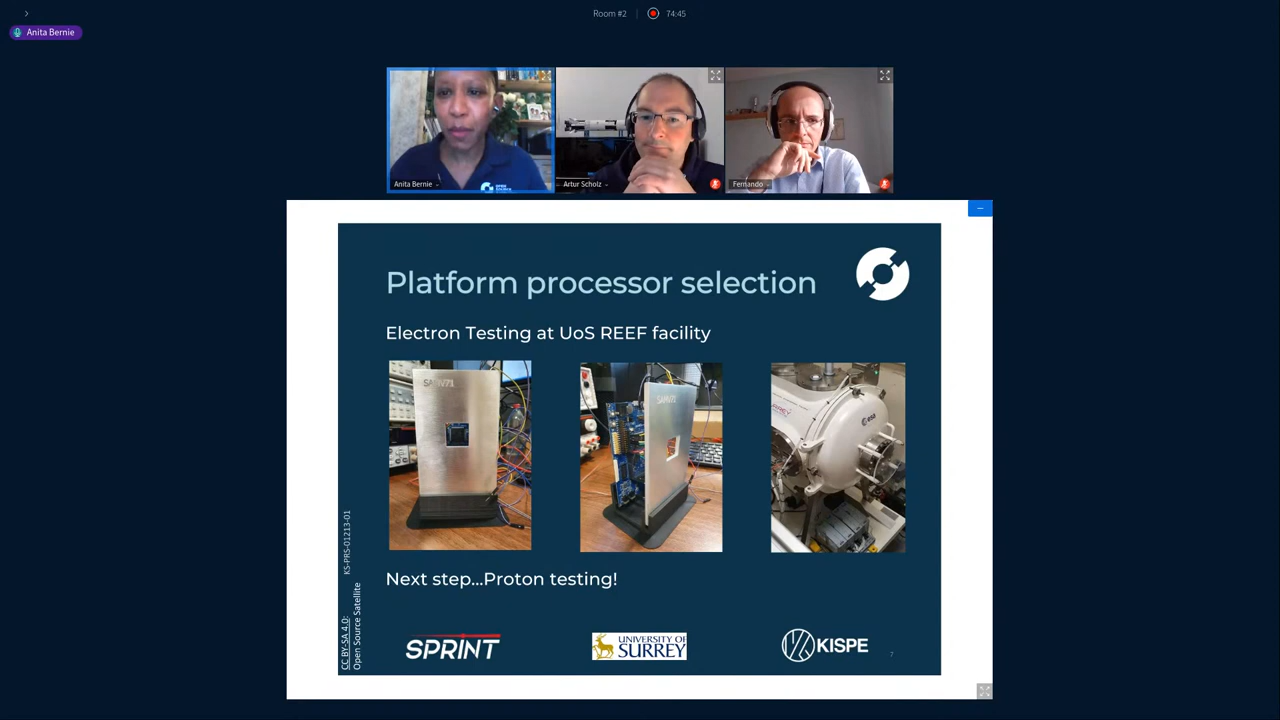 Room #2
74:45
Anita Bernie
Anita Bernie
Artur Scholz
Fernando
Platform processor selection
Electron Testing at UoS REEF facility
esa
Next step...Proton testing!
KS-PRS-01213-01
CC BY-SA 4.0:
Open Source Satellite
SPRINT
UNIVERSITY OF
SURREY
KISPE
7